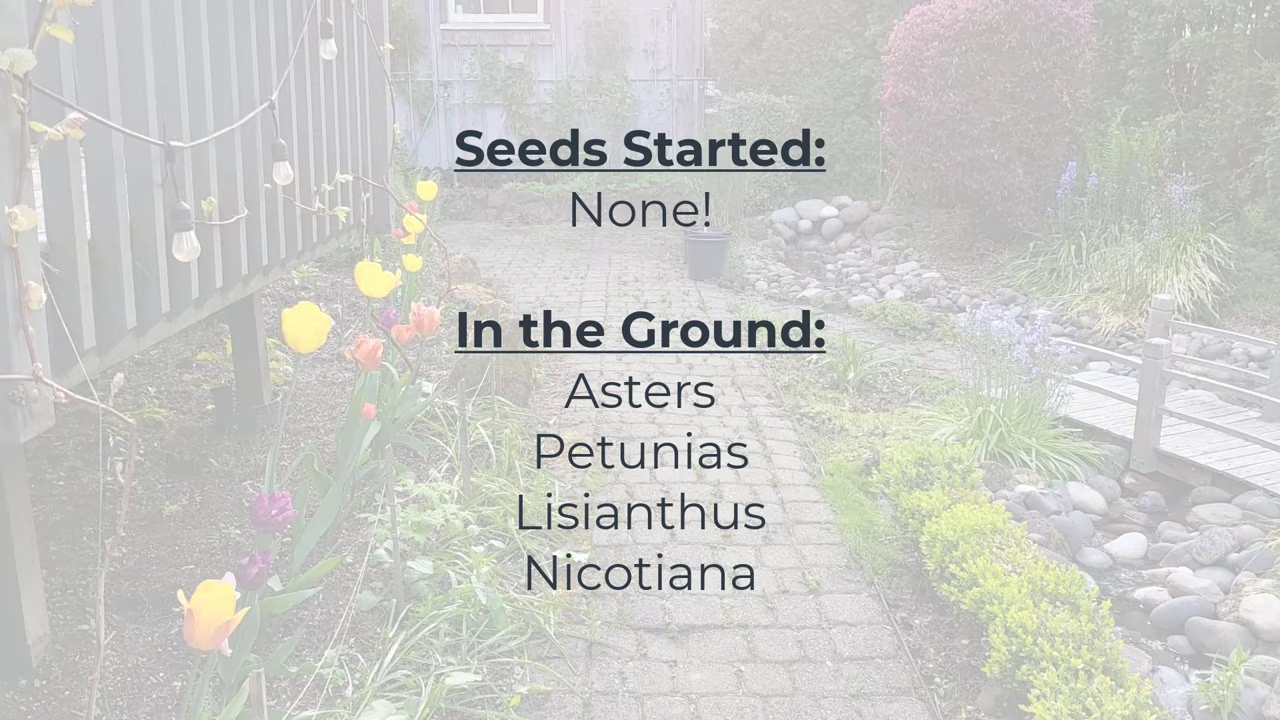 Seeds Started:
None!
In the Ground:
Asters
Petunias
Lisianthus
Nicotiana